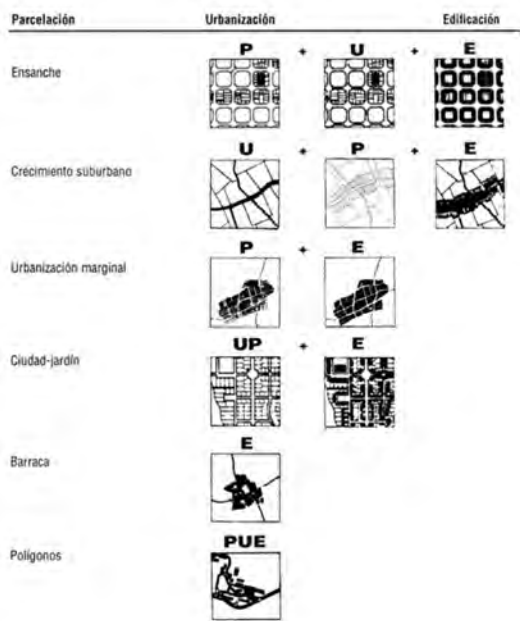 Parcelación Urbanización Edificación
P + U + E
Ensanche
U + P + E
Crecimiento suburbano
P + E
Urbanización marginal
UP + E
Ciudad-jardín
E
Barraca
PUE
Polígonos